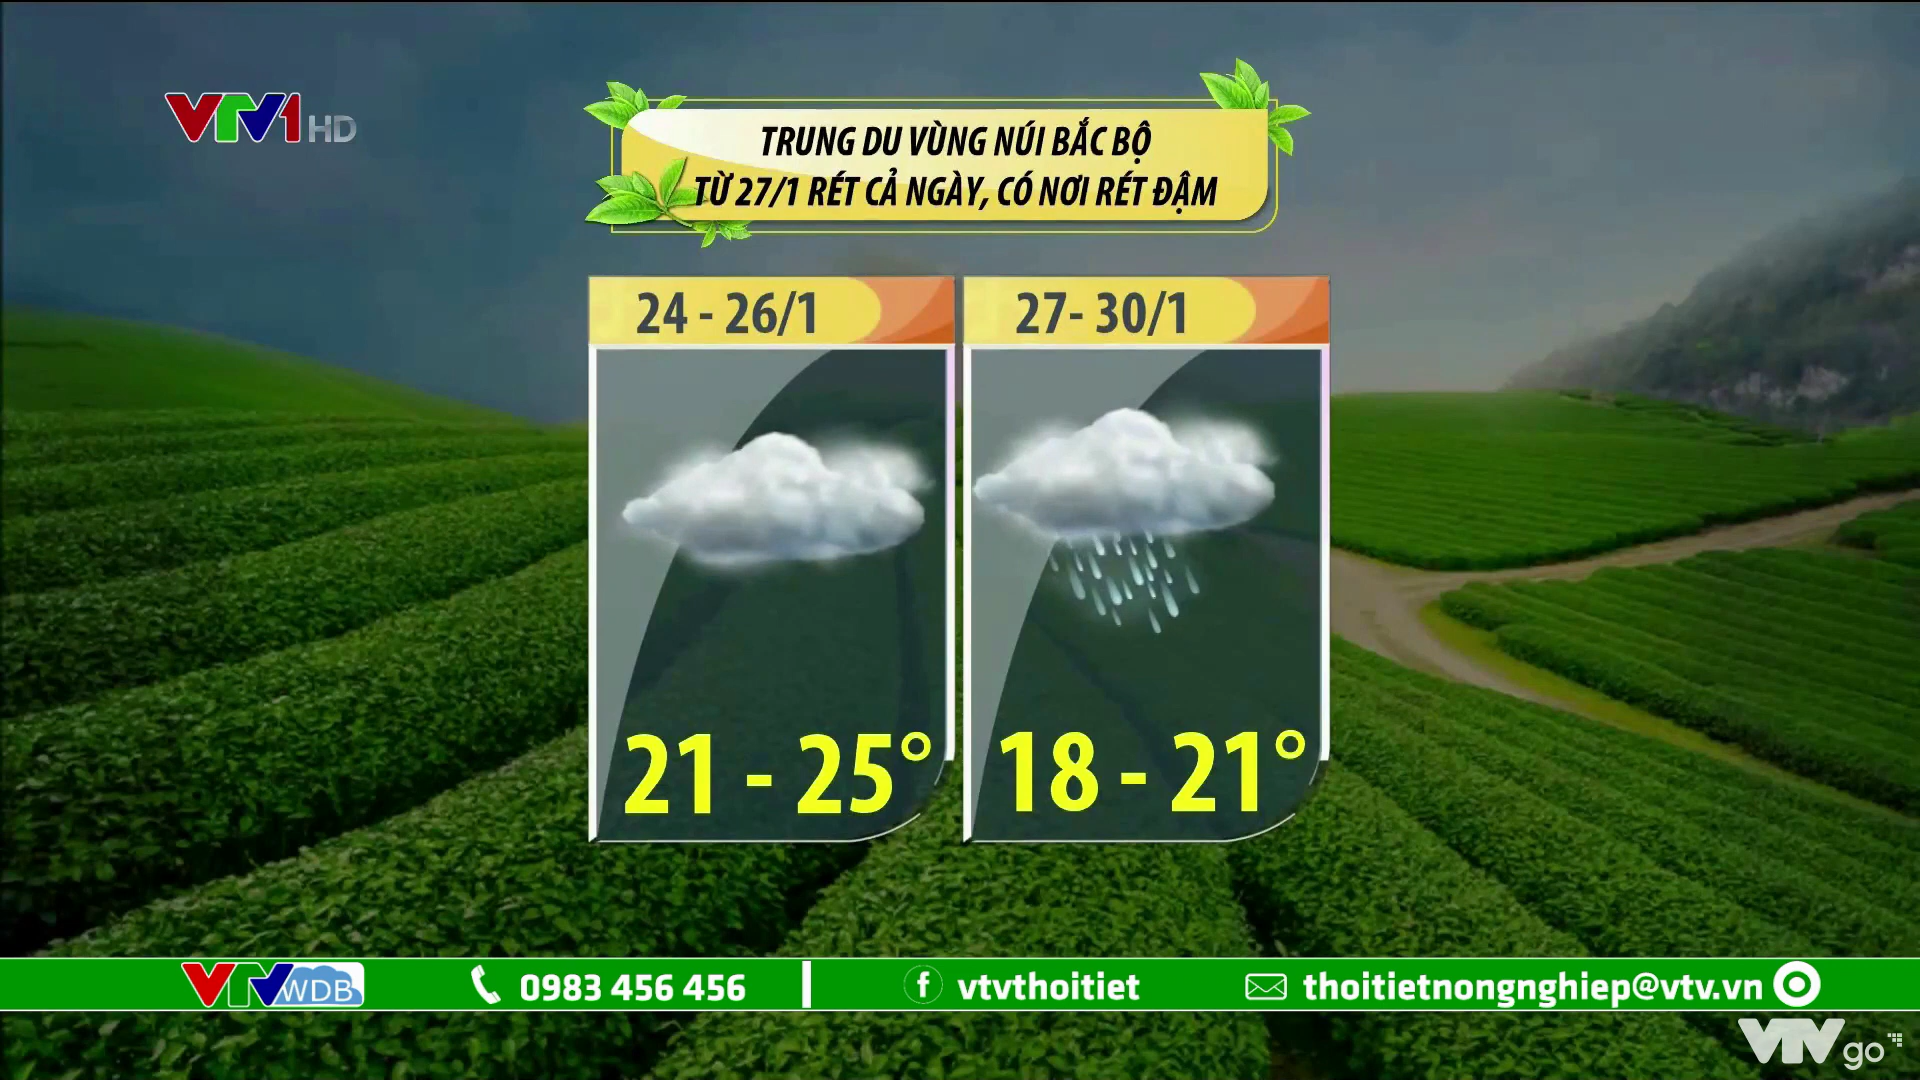 VTV1 HD
TRUNG DU VÙNG NÚI BẮC BỘ
TỪ 27/1 RÉT CẢ NGÀY, CÓ NƠI RÉT ĐẬM
24 - 26/1
27- 30/1
21 - 25°
18 - 21°
VTV WDB
0983 456 456
vtvthoitiet
thoitietnongnghiep@vtv.vn
VTV go